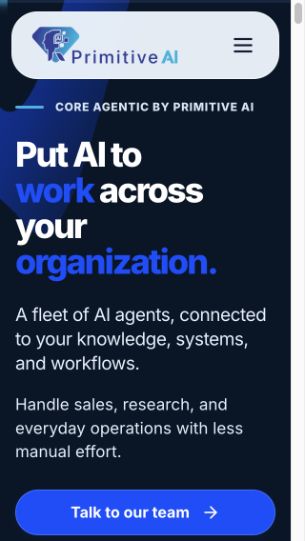 Primitive AI
CORE AGENTIC BY PRIMITIVE AI
Put AI to
work across
your
organization.
A fleet of AI agents, connected
to your knowledge, systems,
and workflows.
Handle sales, research, and
everyday operations with less
manual effort.
Talk to our team →